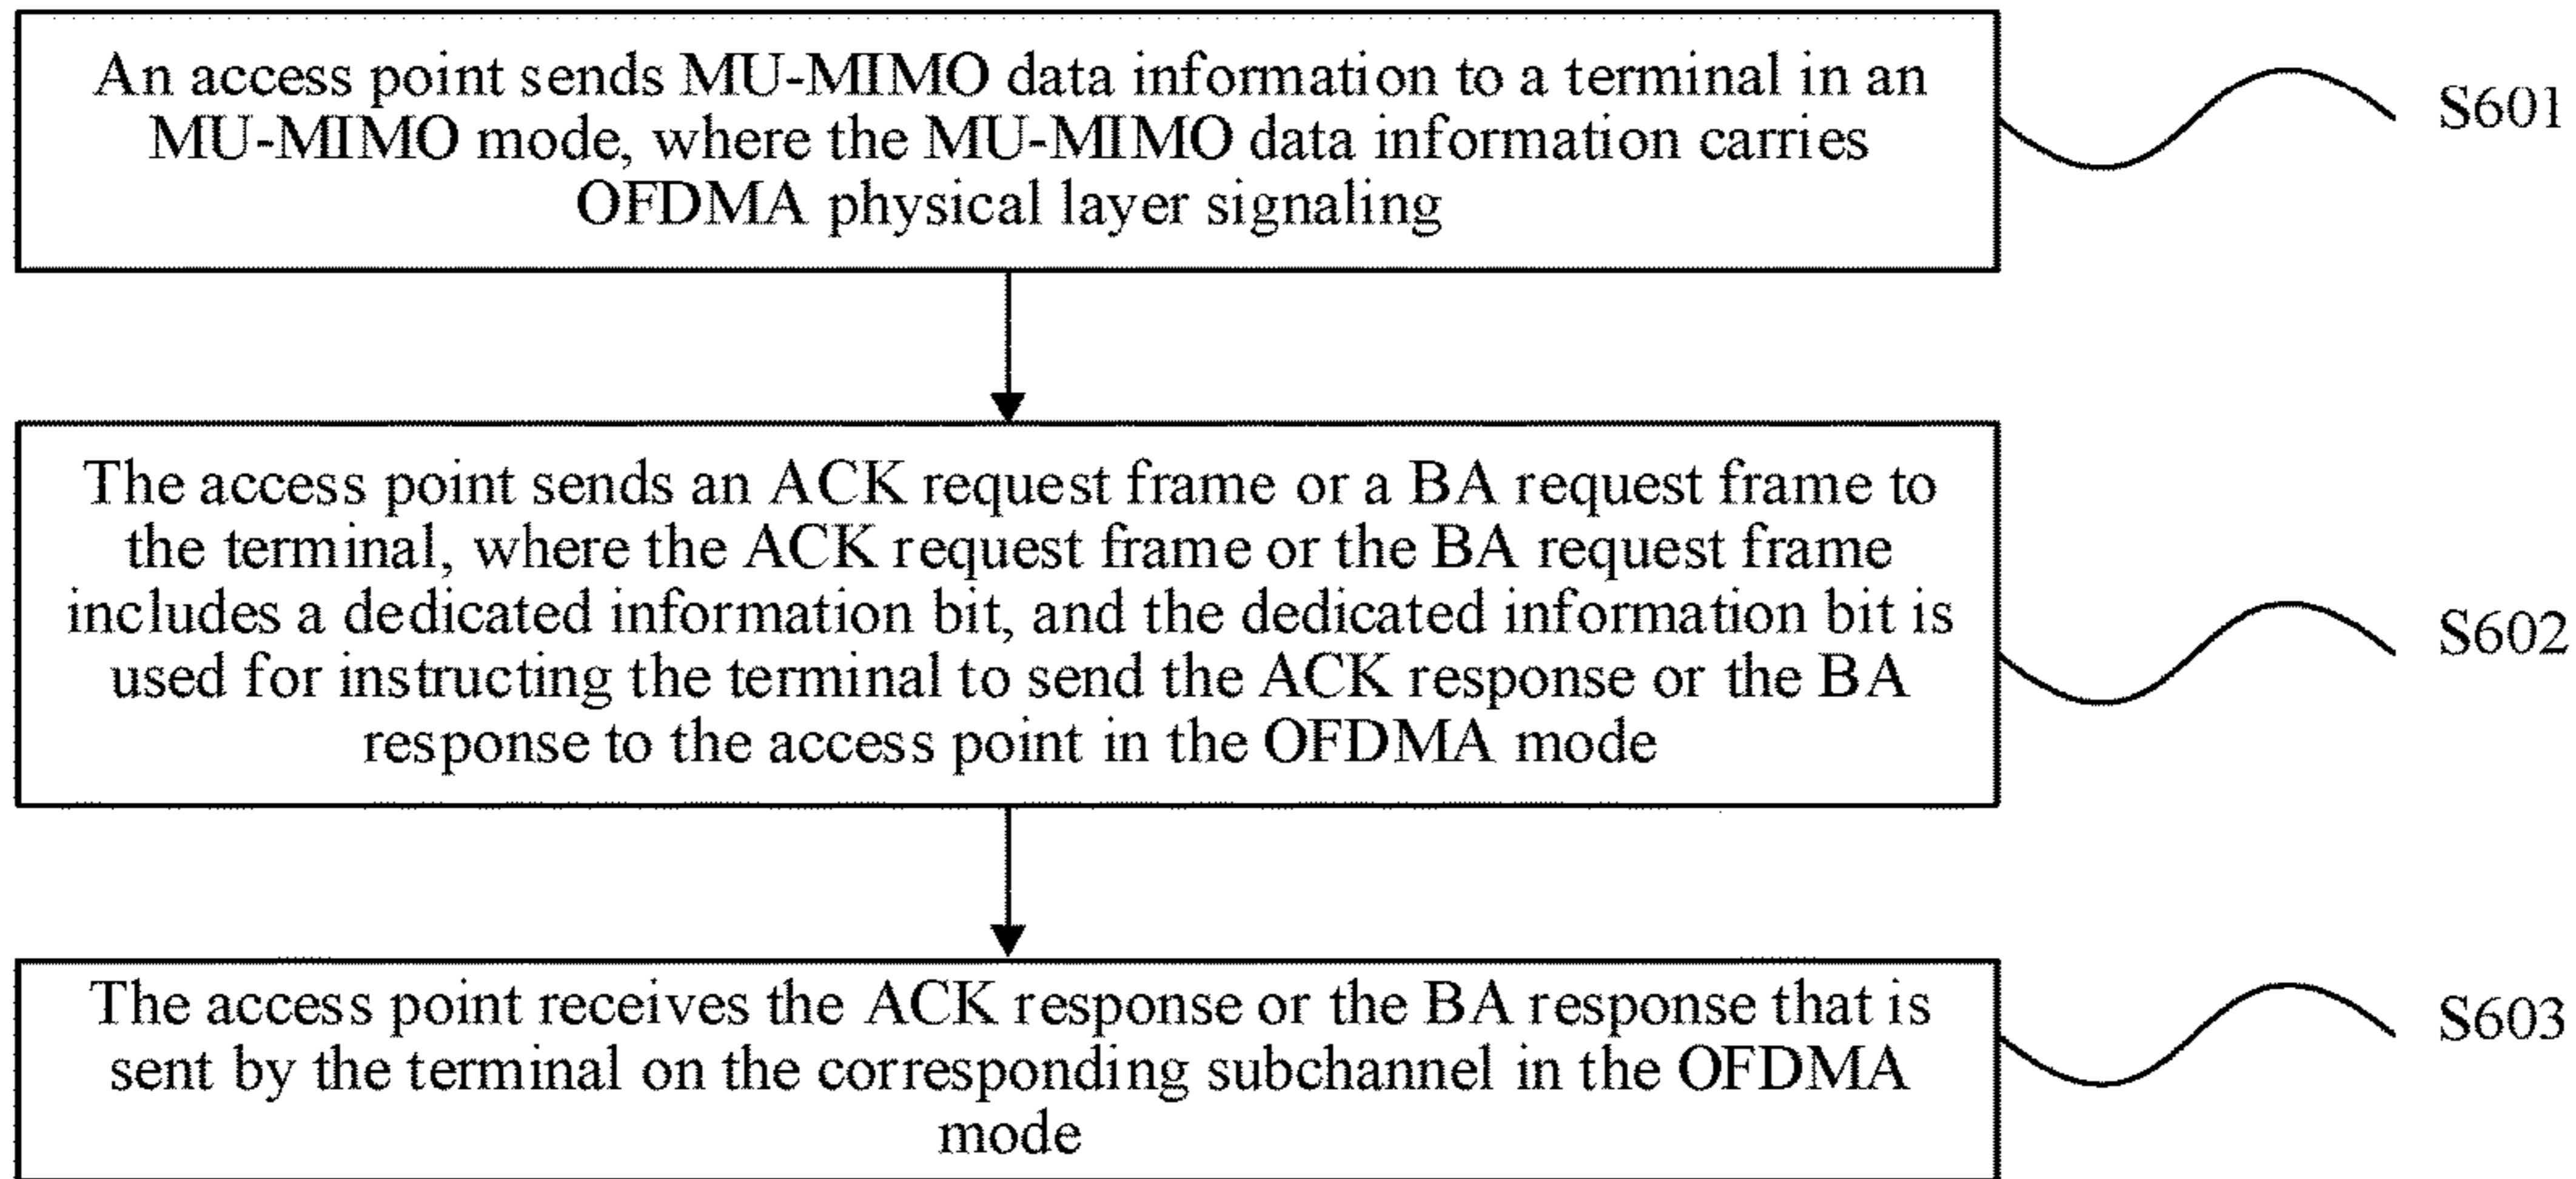 An access point sends MU-MIMO data information to a terminal in an
MU-MIMO mode, where the MU-MIMO data information carries
OFDMA physical layer signaling
S601
The access point sends an ACK request frame or a BA request frame to
the terminal, where the ACK request frame or the BA request frame
includes a dedicated information bit, and the dedicated information bit is
used for instructing the terminal to send the ACK response or the BA
response to the access point in the OFDMA mode
S602
The access point receives the ACK response or the BA response that is
sent by the terminal on the corresponding subchannel in the OFDMA
mode
S603